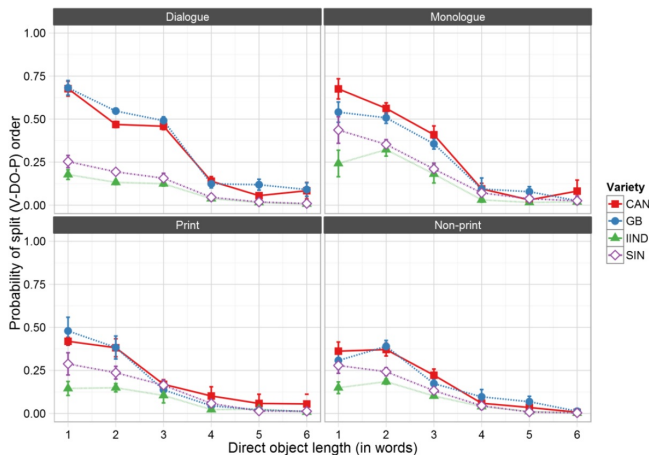 Dialogue
Monologue
1.00
0.75
0.50
0.25
0.00
Print
Non-print
1.00
0.75
0.50
0.25
0.00
1 2 3 4 5 6
1 2 3 4 5 6
Direct object length (in words)
Probability of split (V-DO-P) order
Variety
CAN
GB
IIND
SIN